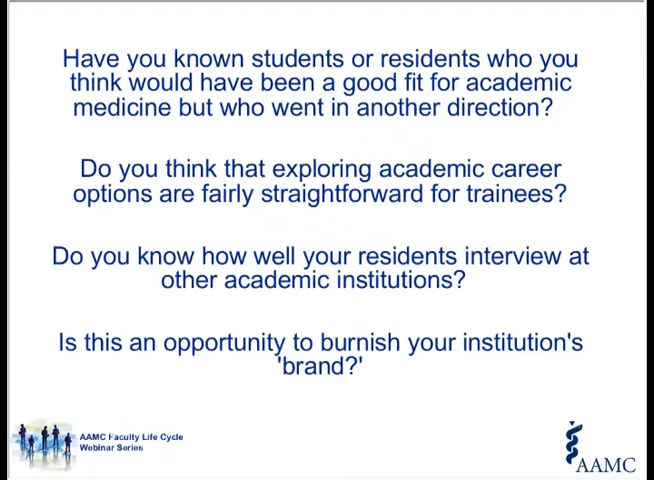 Have you known students or residents who you
think would have been a good fit for academic
medicine but who went in another direction?
Do you think that exploring academic career
options are fairly straightforward for trainees?
Do you know how well your residents interview at
other academic institutions?
Is this an opportunity to burnish your institution's
'brand?'
AAMC Faculty Life Cycle
Webinar Series
AAMC